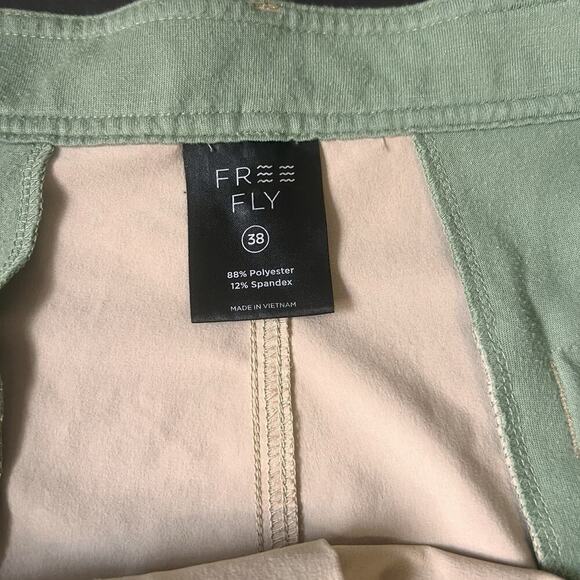 FREE
FLY
38
88% Polyester
12% Spandex
MADE IN VIETNAM